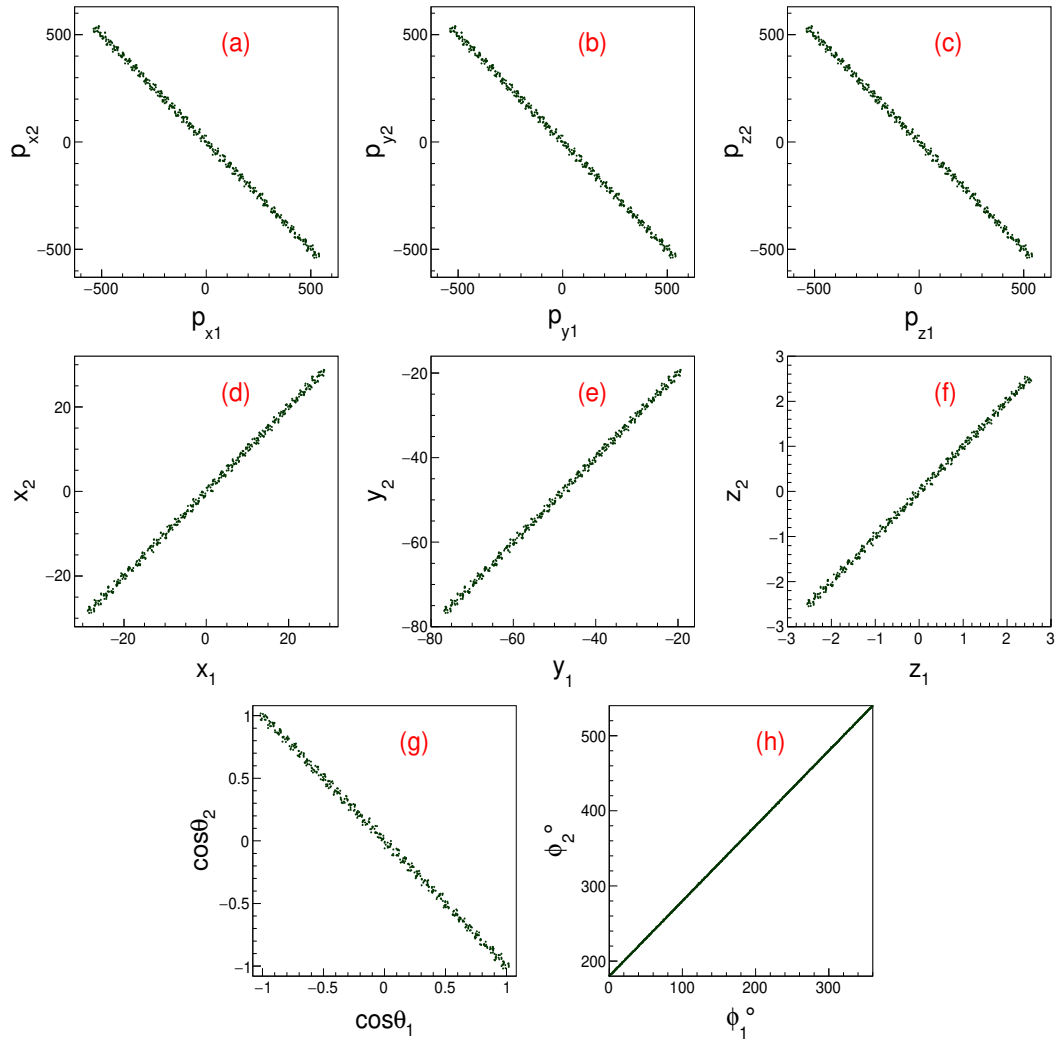 (a)
500
0
−500
p_x2
−500 0 500
p_x1
(b)
500
0
−500
p_y2
−500 0 500
p_y1
(c)
500
0
−500
p_z2
−500 0 500
p_z1
(d)
20
0
−20
x_2
−20 0 20
x_1
(e)
−20
−40
−60
−80
y_2
−80 −60 −40 −20
y_1
(f)
3
2
1
0
−1
−2
−3
z_2
−3 −2 −1 0 1 2 3
z_1
(g)
1
0.5
0
−0.5
−1
cosθ_2
−1 −0.5 0 0.5 1
cosθ_1
(h)
500
400
300
200
ϕ_2°
0 100 200 300
ϕ_1°